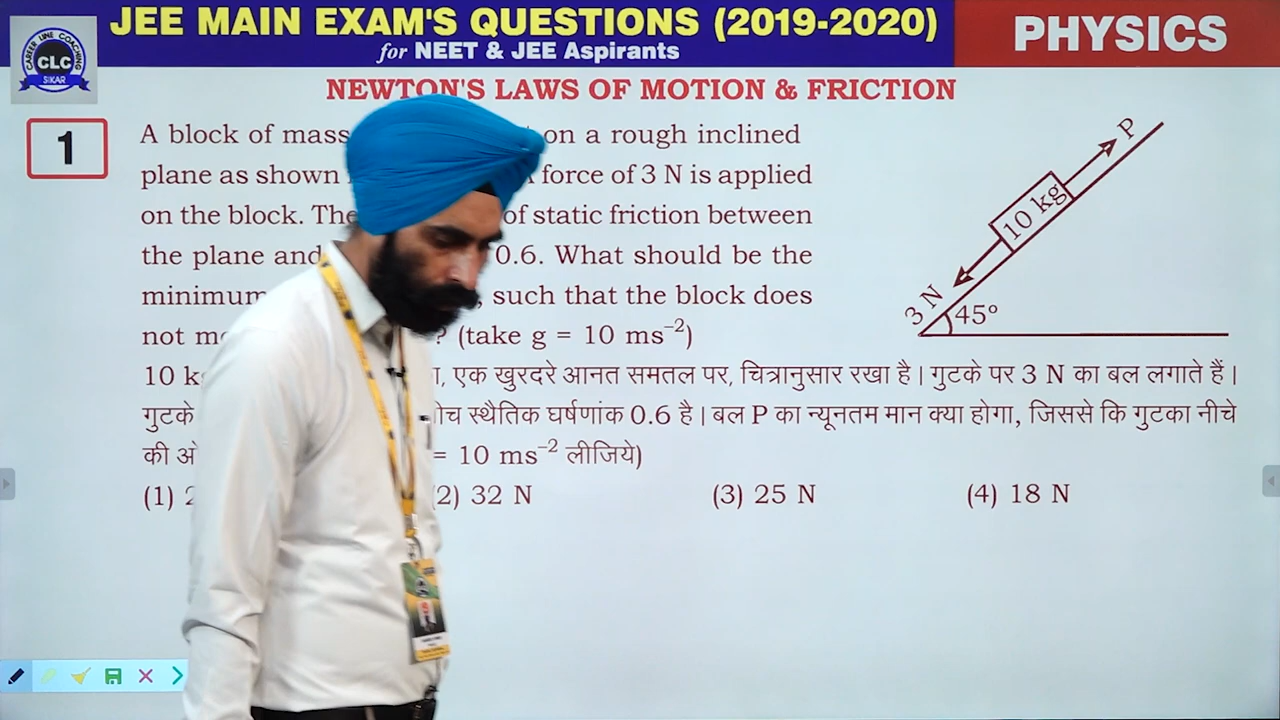 JEE MAIN EXAM'S QUESTIONS (2019-2020)
for NEET & JEE Aspirants
PHYSICS
CAREER LINE COACHING
CLC
SIKAR
NEWTON'S LAWS OF MOTION & FRICTION
1
A block of mass on a rough inclined
plane as shown force of 3 N is applied
on the block. The of static friction between
the plane and 0.6. What should be the
minimum , such that the block does
not ? (take g = 10 ms⁻²)
P
10 kg
3 N
45°
10 , एक खुरदरे आनत समतल पर, चित्रानुसार रखा है। गुटके पर 3 N का बल लगाते हैं।
गुटके स्थैतिक घर्षणांक 0.6 है। बल P का न्यूनतम मान क्या होगा, जिससे कि गुटका नीचे
की = 10 ms⁻² लीजिये)
(1) (2) 32 N (3) 25 N (4) 18 N